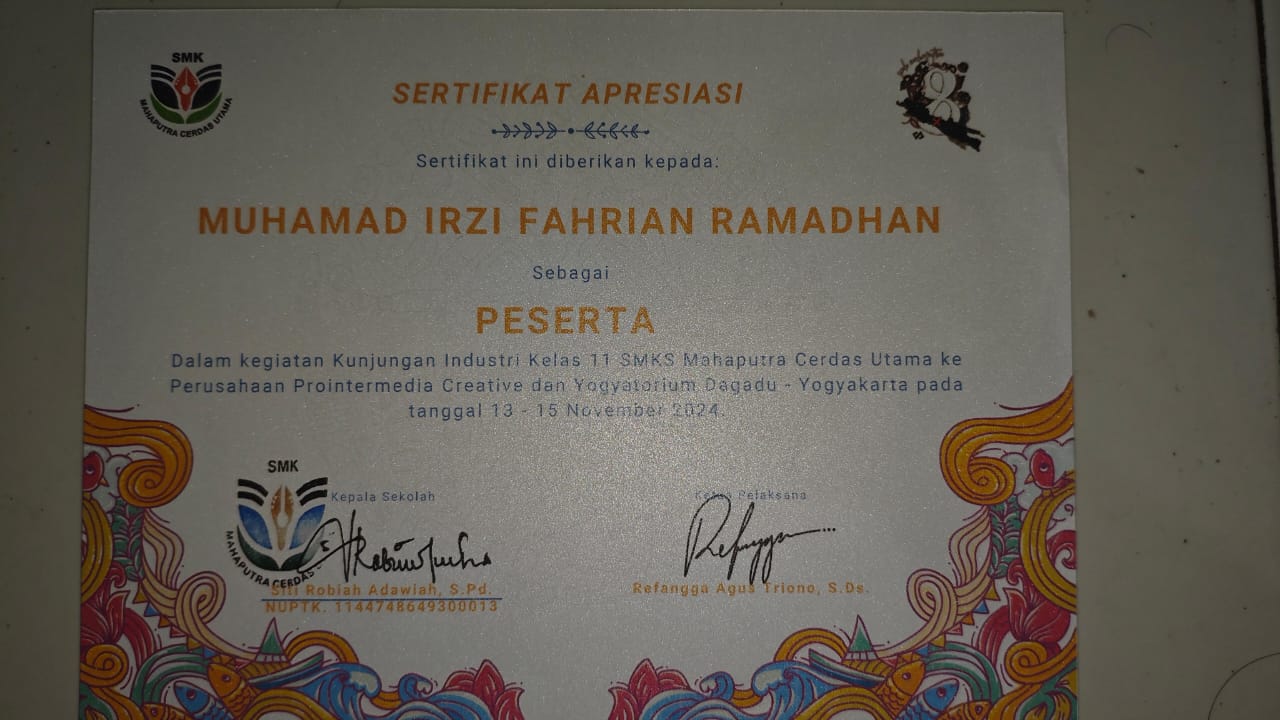 SMK
MAHAPUTRA CERDAS UTAMA
SERTIFIKAT APRESIASI
Sertifikat ini diberikan kepada:
MUHAMAD IRZI FAHRIAN RAMADHAN
Sebagai
PESERTA
Dalam kegiatan Kunjungan Industri Kelas 11 SMKS Mahaputra Cerdas Utama ke
Perusahaan Prointermedia Creative dan Yogyatorium Dagadu - Yogyakarta pada
tanggal 13 - 15 November 2024.
SMK
MAHAPUTRA CERDAS
Kepala Sekolah
Siti Robiah Adawiah, S.Pd.
NUPTK. 1144748649300013
Ketua Pelaksana
Refangga Agus Triono, S.Ds.